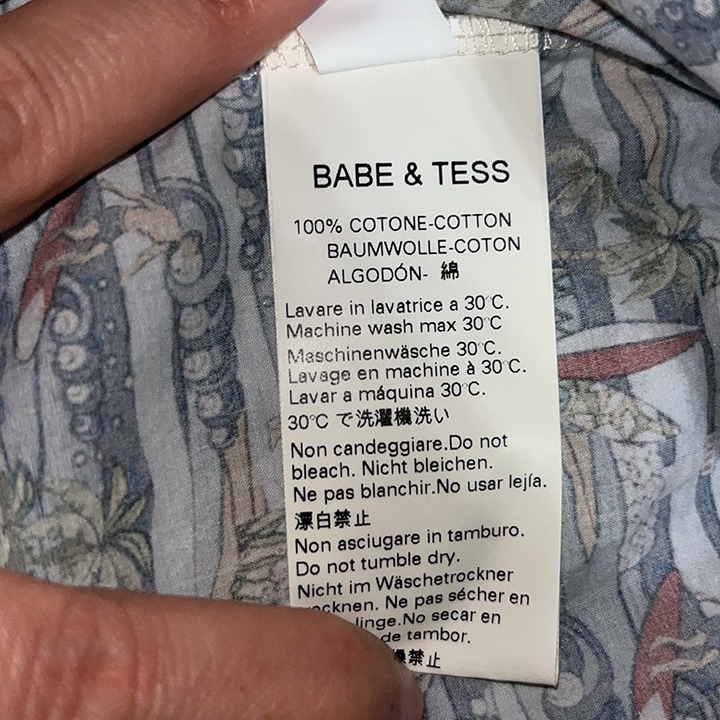 BABE & TESS
100% COTONE-COTTON
BAUMWOLLE-COTON
ALGODÓN- 綿
Lavare in lavatrice a 30°C.
Machine wash max 30°C
Maschinenwäsche 30°C.
Lavage en machine à 30°C.
Lavar a máquina 30°C.
30℃ で洗濯機洗い
Non candeggiare.Do not
bleach. Nicht bleichen.
Ne pas blanchir.No usar lejía.
漂白禁止
Non asciugare in tamburo.
Do not tumble dry.
Nicht im Wäschetrockner
ocknen. Ne pas sécher en
linge.No secar en
de tambor.
燥禁止